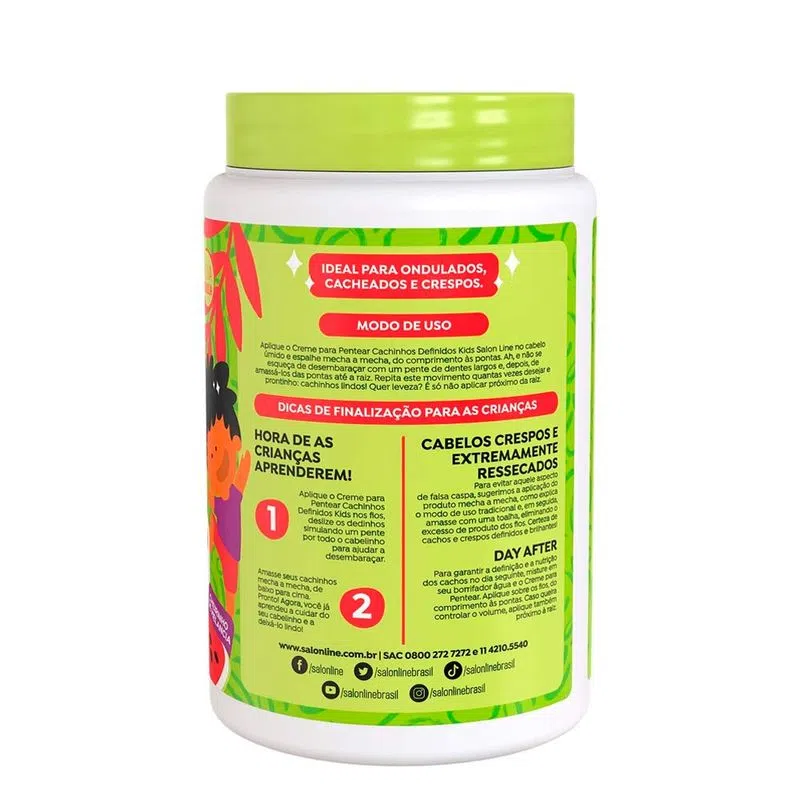 IDEAL PARA ONDULADOS,
CACHEADOS E CRESPOS.
MODO DE USO
Aplique o Creme para Pentear Cachinhos Definidos Kids Salon Line no cabelo
úmido e espalhe mecha a mecha, do comprimento às pontas. Ah, e não se
esqueça de desembaraçar com um pente de dentes largos e, depois, de
amassá-los das pontas até a raiz. Repita este movimento quantas vezes desejar e
prontinho: cachinhos lindos! Quer leveza? É só não aplicar próximo da raiz.
DICAS DE FINALIZAÇÃO PARA AS CRIANÇAS
HORA DE AS
CRIANÇAS
APRENDEREM!
1
Aplique o Creme para
Pentear Cachinhos
Definidos Kids nos fios,
deslize os dedinhos
simulando um pente
por todo o cabelinho
para ajudar a
desembaraçar.
Amasse seus cachinhos
mecha a mecha, de
baixo para cima.
Pronto! Agora, você já
aprendeu a cuidar do
seu cabelinho e a
deixá-lo lindo!
2
CABELOS CRESPOS E
EXTREMAMENTE
RESSECADOS
Para evitar aquele aspecto
de falsa caspa, sugerimos a aplicação do
produto mecha a mecha, como explica
o modo de uso tradicional e, em seguida,
amasse com uma toalha, eliminando o
excesso de produto dos fios. Certeza de
cachos e crespos definidos e brilhantes!
DAY AFTER
Para garantir a definição e a nutrição
dos cachos no dia seguinte, misture em
seu borrifador água e o Creme para
Pentear. Aplique sobre os fios, do
comprimento às pontas. Caso queira
controlar o volume, aplique também
próximo à raiz.
www.salonline.com.br | SAC 0800 272 7272 e 11 4210.5540
/salonline /salonlinebrasil /salonlinebrasil
/salonlinebrasil /salonlinebrasil